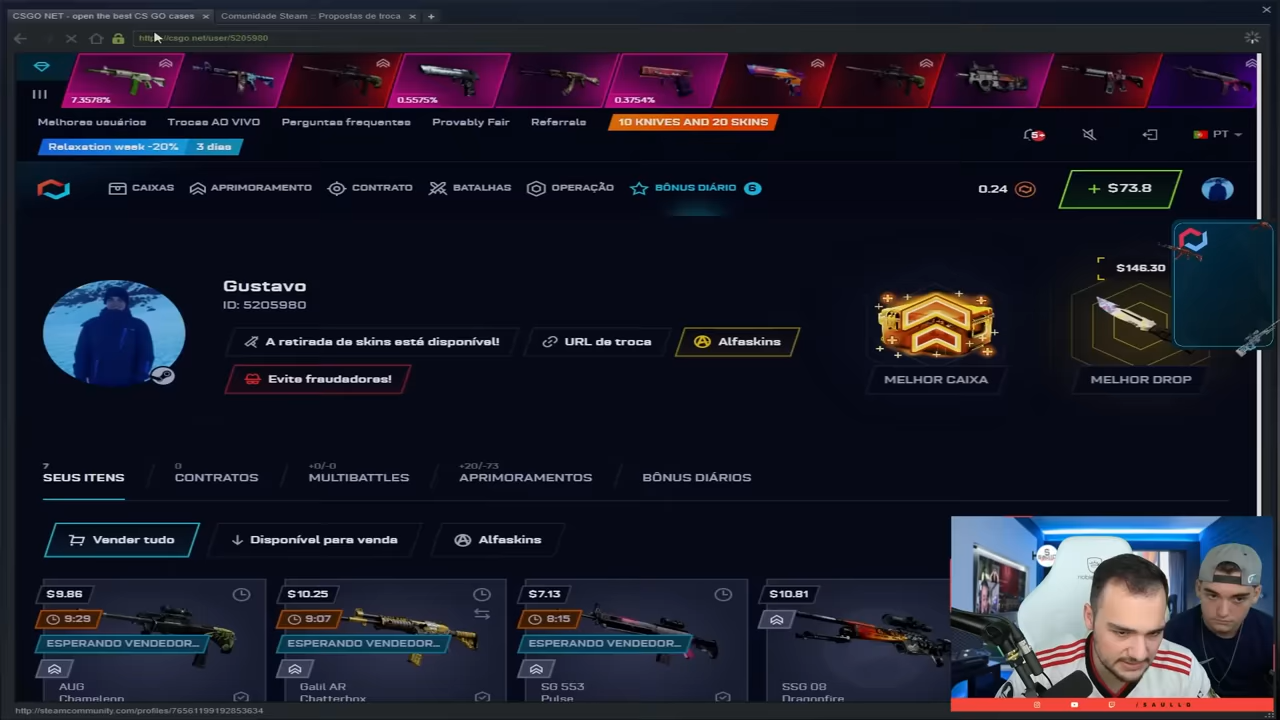 CSGO NET - open the best CS GO cases
Comunidade Steam :: Propostas de troca
https://csgo.net/user/5205980
7.3578%
0.5575%
0.3754%
Melhores usuários
Trocas AO VIVO
Perguntas frequentes
Provably Fair
Referrals
10 KNIVES AND 20 SKINS
5+
PT
Relaxation week -20%
3 dias
CAIXAS
APRIMORAMENTO
CONTRATO
BATALHAS
OPERAÇÃO
BÔNUS DIÁRIO
0.24
+ $73.8
Gustavo
ID: 5205980
A retirada de skins está disponível!
URL de troca
Alfaskins
Evite fraudadores!
MELHOR CAIXA
$146.30
MELHOR DROP
7
SEUS ITENS
0
CONTRATOS
+0/-0
MULTIBATTLES
+20/-73
APRIMORAMENTOS
BÔNUS DIÁRIOS
Vender tudo
Disponível para venda
Alfaskins
$9.86
9:29
ESPERANDO VENDEDOR...
AUG
Chameleon
$10.25
9:07
ESPERANDO VENDEDOR...
Galil AR
Chatterbox
$7.13
ESPERANDO VENDEDOR...
SG 553
Pulse
$10.81
SSG 08
Dragonfire
http://steamcommunity.com/profiles/76561199192853634
/SAULLO